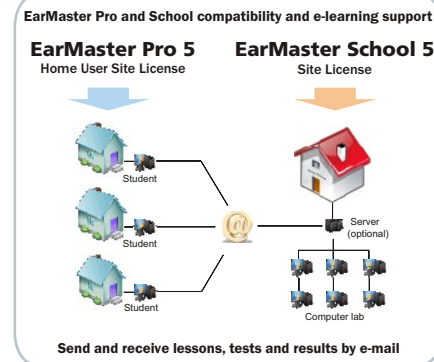 EarMaster Pro and School compatibility and e-learning support
EarMaster Pro 5
Home User Site License
EarMaster School 5
Site License
Student
Student
Student
@
Server
(optional)
Computer lab
Send and receive lessons, tests and results by e-mail